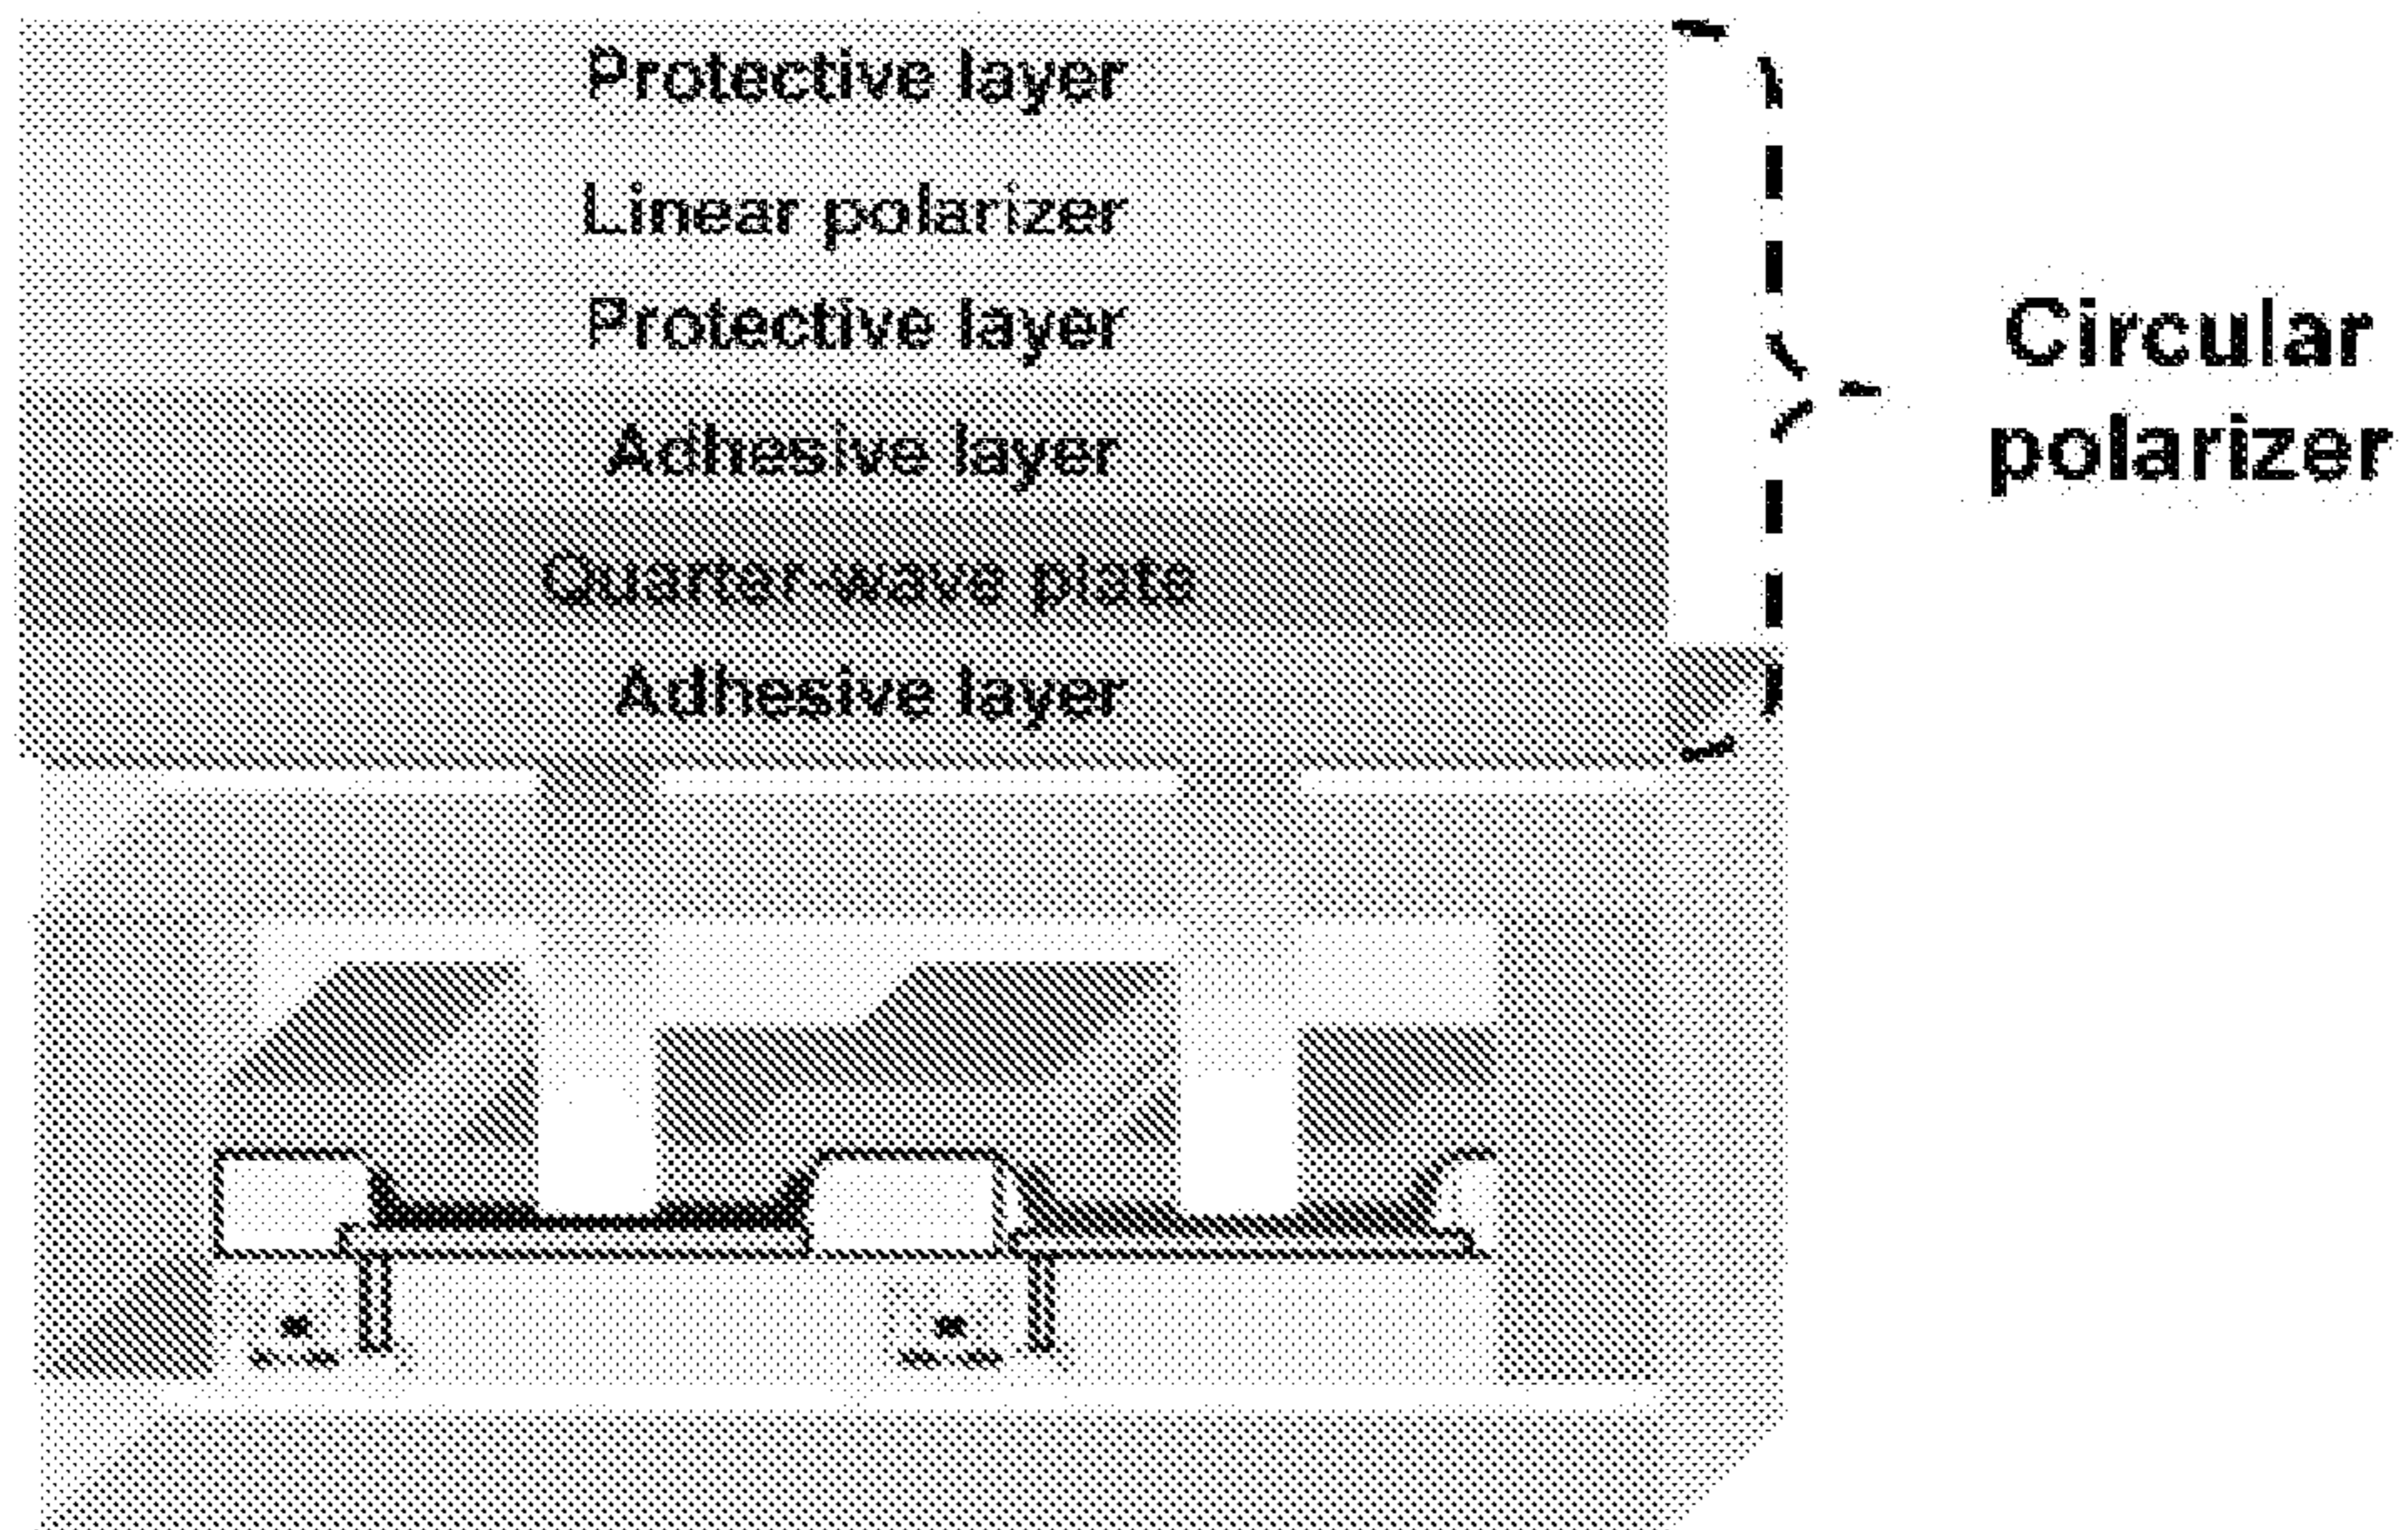 Protective layer
Linear polarizer
Protective layer
Adhesive layer
Quarter-wave plate
Adhesive layer
Circular
polarizer